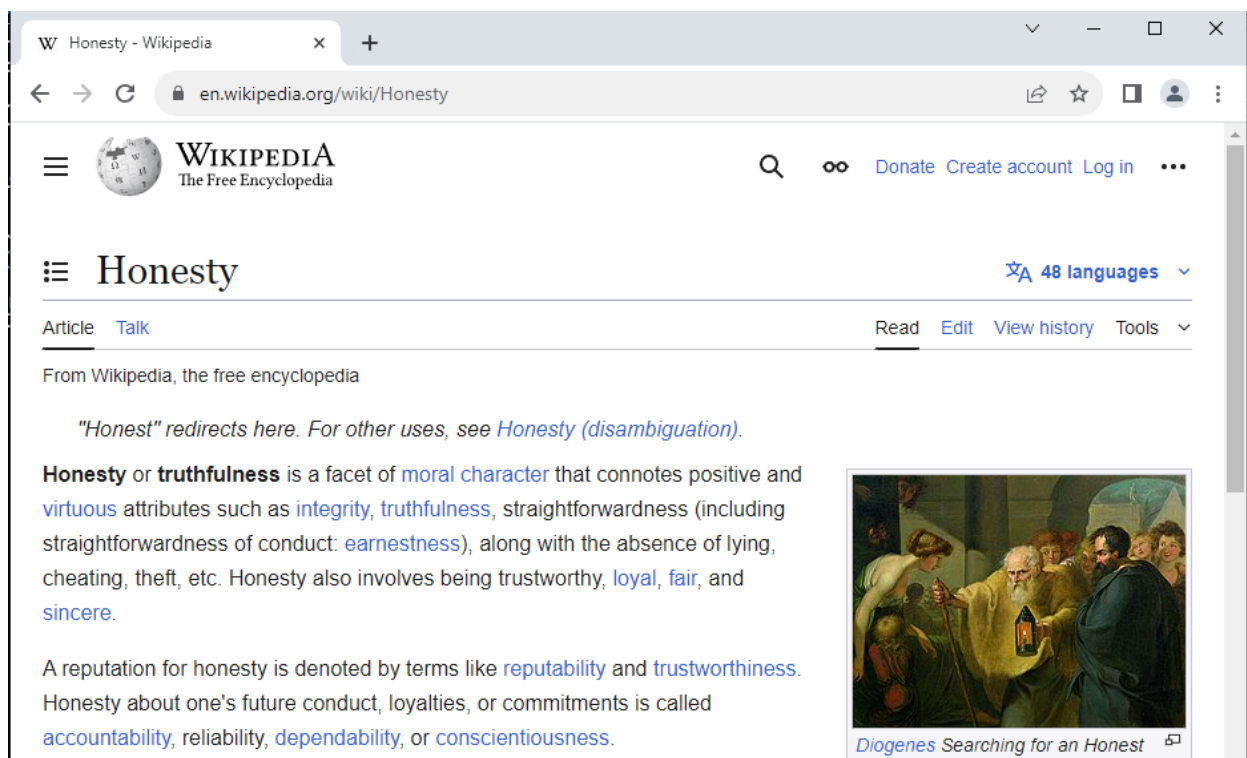 Honesty - Wikipedia
en.wikipedia.org/wiki/Honesty
WIKIPEDIA
The Free Encyclopedia
Donate Create account Log in
Honesty
48 languages
Article Talk
Read Edit View history Tools
From Wikipedia, the free encyclopedia
"Honest" redirects here. For other uses, see Honesty (disambiguation).
Honesty or truthfulness is a facet of moral character that connotes positive and
virtuous attributes such as integrity, truthfulness, straightforwardness (including
straightforwardness of conduct: earnestness), along with the absence of lying,
cheating, theft, etc. Honesty also involves being trustworthy, loyal, fair, and
sincere.
A reputation for honesty is denoted by terms like reputability and trustworthiness.
Honesty about one's future conduct, loyalties, or commitments is called
accountability, reliability, dependability, or conscientiousness.
Diogenes Searching for an Honest